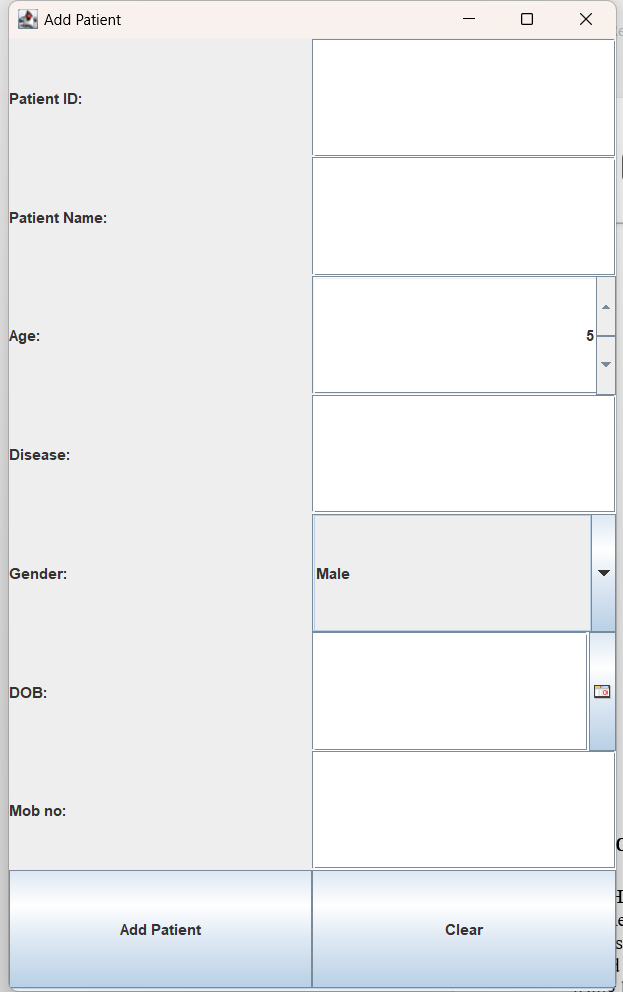 Add Patient
Patient ID:
Patient Name:
Age:
5
Disease:
Gender:
Male
DOB:
Mob no:
Add Patient
Clear